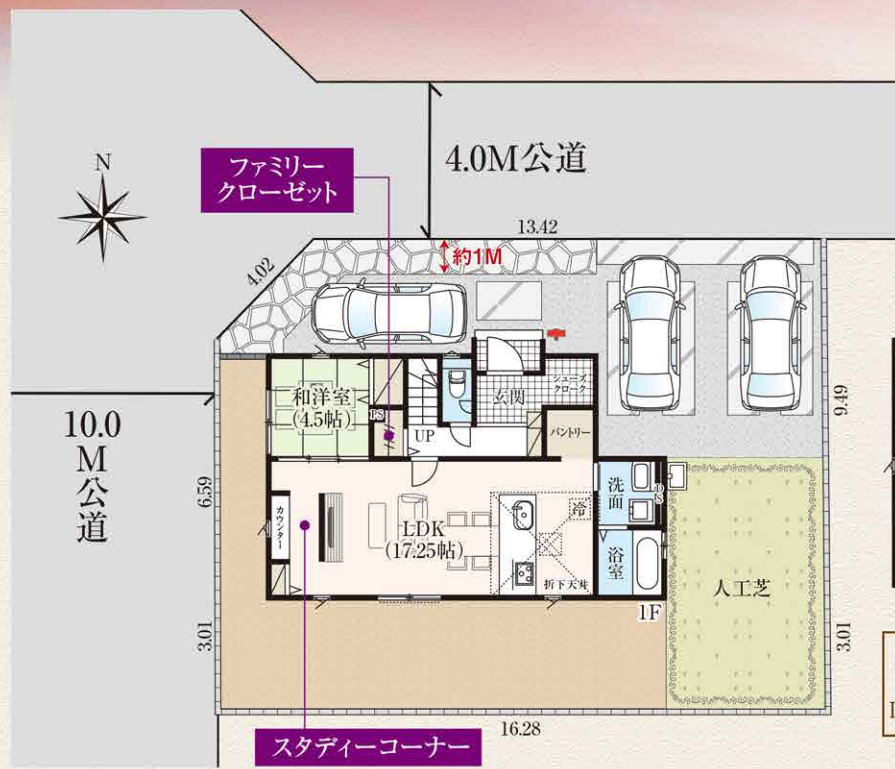 4.0M公道
N
ファミリー
クローゼット
13.42
約1M
4.02
和洋室
(4.5帖)
PS
UP
玄関
シューズ
クローク
パントリー
9.49
10.0
M
公
道
6.59
カウンター
LDK
(17.25帖)
冷
折下天井
洗面
DS
浴室
人工芝
1F
3.01
3.01
16.28
スタディーコーナー